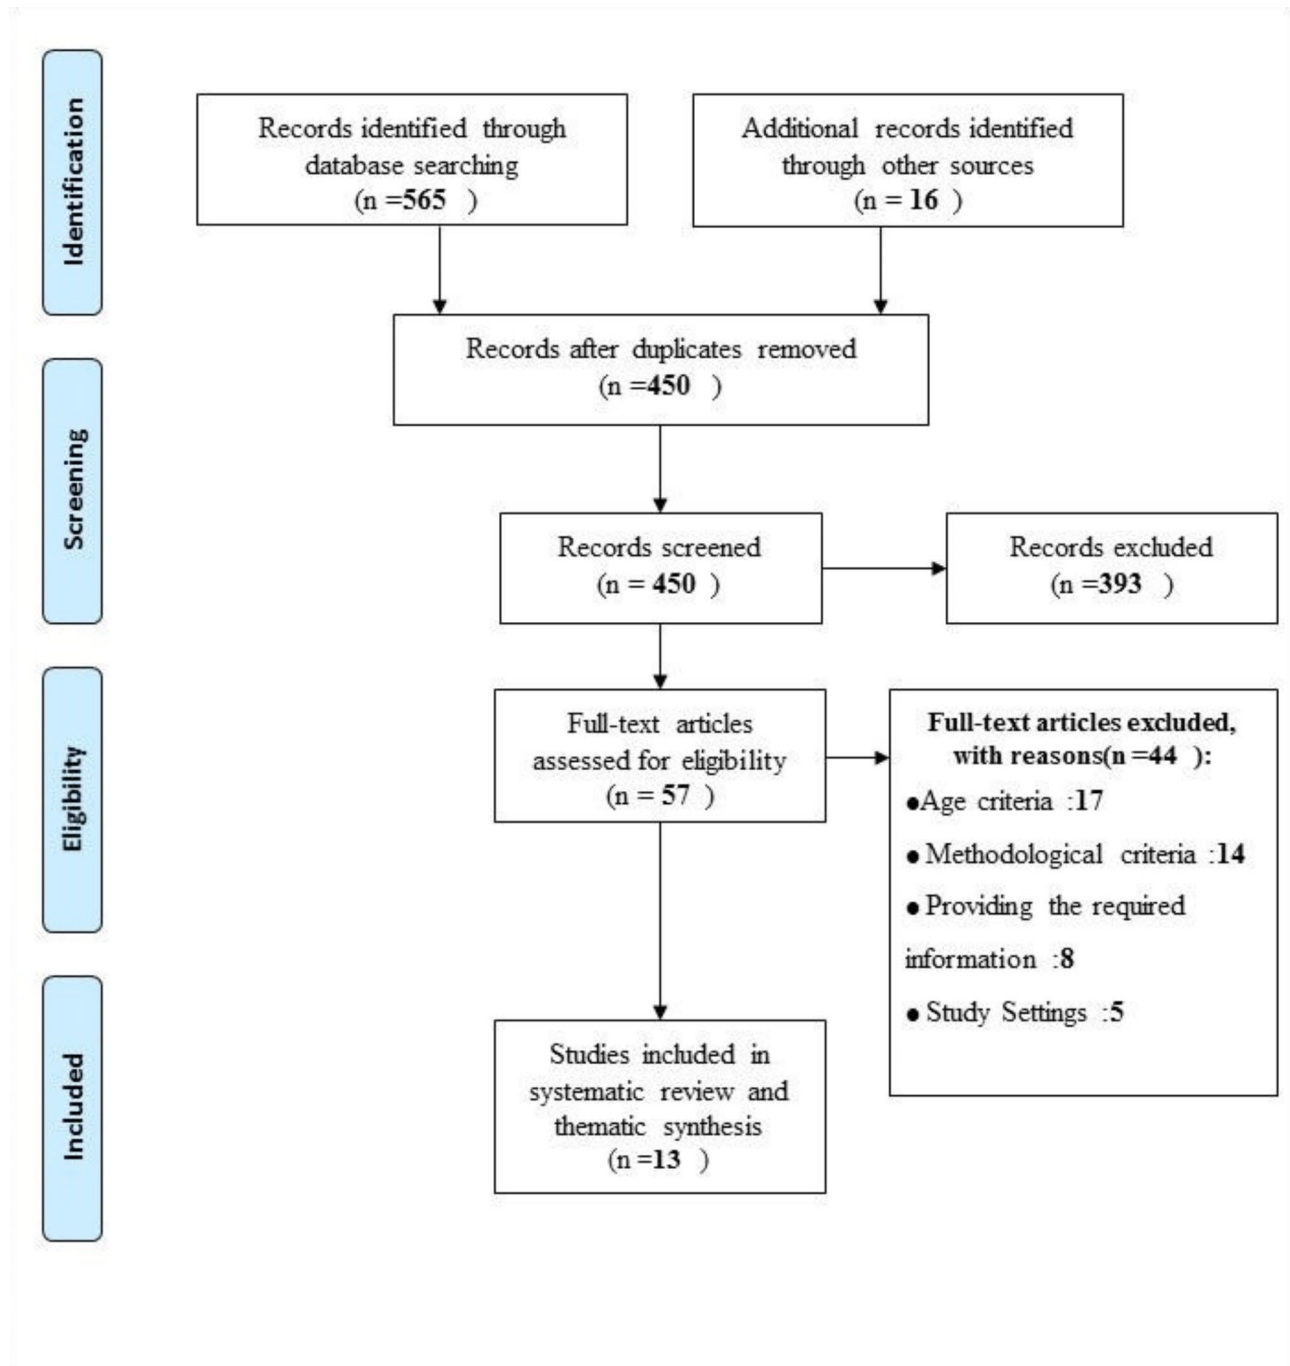 Identification
Records identified through
database searching
(n =565 )
Additional records identified
through other sources
(n = 16 )
Records after duplicates removed
(n =450 )
Screening
Records screened
(n = 450 )
Records excluded
(n =393 )
Eligibility
Full-text articles
assessed for eligibility
(n = 57 )
Full-text articles excluded,
with reasons(n =44 ):
●Age criteria :17
● Methodological criteria :14
● Providing the required
information :8
● Study Settings :5
Included
Studies included in
systematic review and
thematic synthesis
(n =13 )